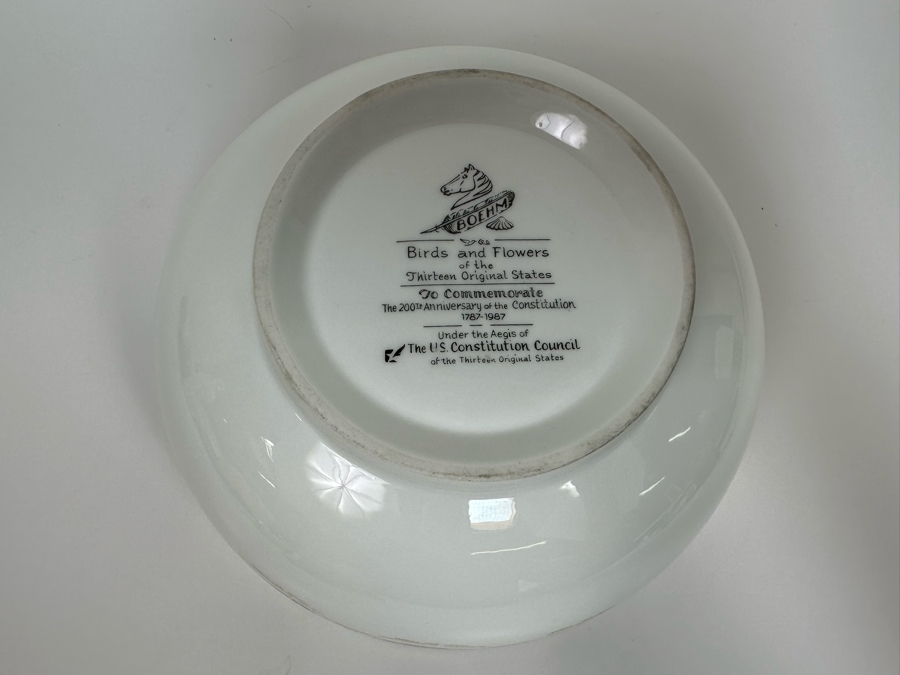 BOEHM
Birds and Flowers
of the
Thirteen Original States
To Commemorate
The 200th Anniversary of the Constitution
1787-1987
Under the Aegis of
The U.S. Constitution Council
of the Thirteen Original States